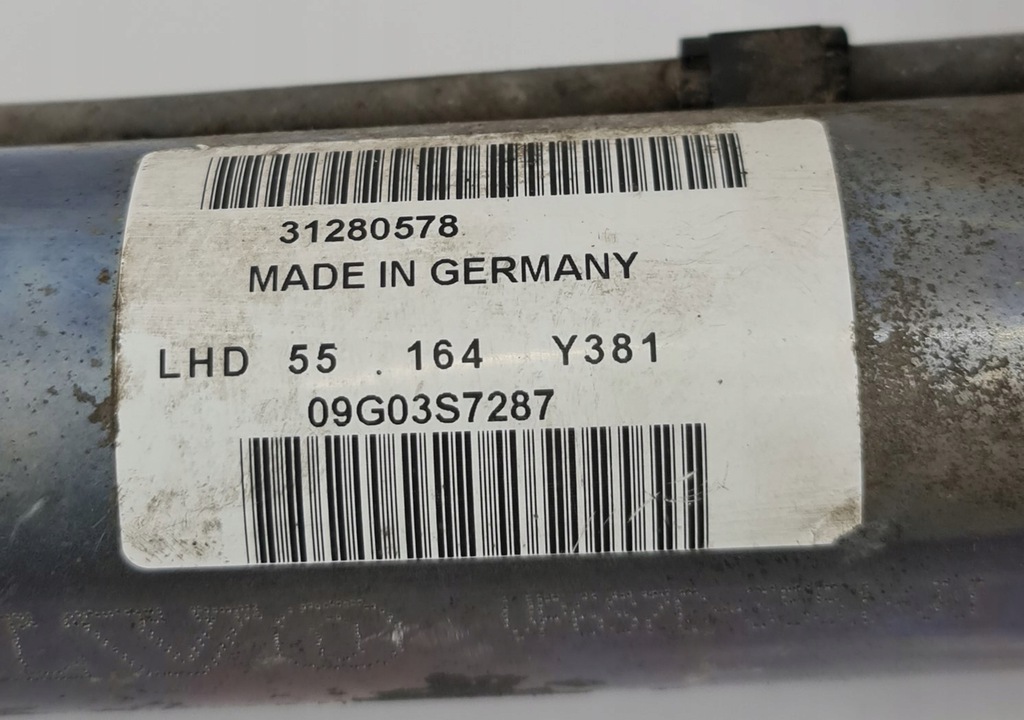 31280578
MADE IN GERMANY
LHD 55 . 164 Y381
09G03S7287